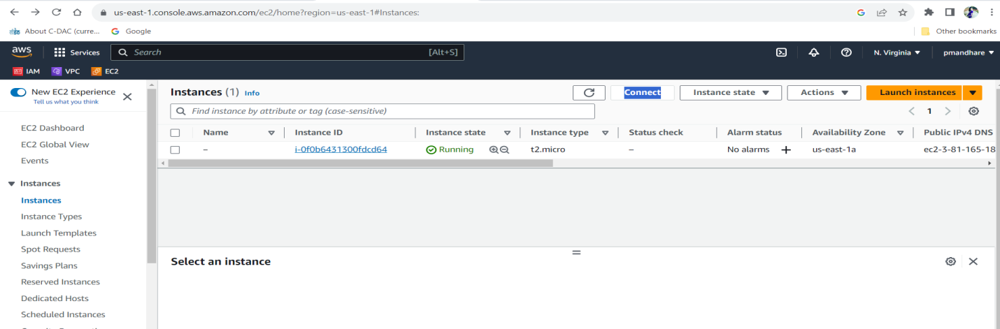 us-east-1.console.aws.amazon.com/ec2/home?region=us-east-1#Instances:
About C-DAC (curre... Google Other bookmarks
aws Services Search [Alt+S] N. Virginia pmandhare
IAM VPC EC2
New EC2 Experience
Tell us what you think
EC2 Dashboard
EC2 Global View
Events
Instances
Instances
Instance Types
Launch Templates
Spot Requests
Savings Plans
Reserved Instances
Dedicated Hosts
Scheduled Instances
Instances (1) Info Connect Instance state Actions Launch instances
Find instance by attribute or tag (case-sensitive) 1
Name Instance ID Instance state Instance type Status check Alarm status Availability Zone Public IPv4 DNS
– i-0f0b6431300fdcd64 Running t2.micro – No alarms + us-east-1a ec2-3-81-165-18
Select an instance